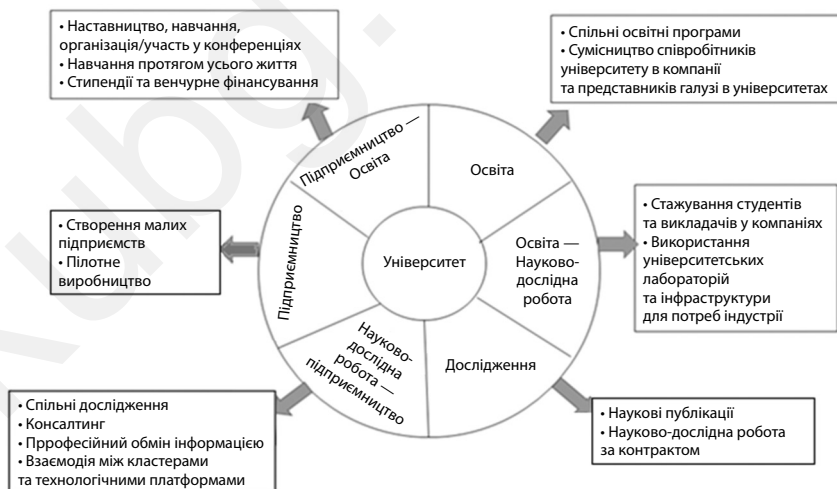 • Наставництво, навчання,
організація/участь у конференціях
• Навчання протягом усього життя
• Стипендії та венчурне фінансування
• Спільні освітні програми
• Сумісництво співробітників
університету в компанії
та представників галузі в університетах
Підприємництво —
Освіта
Освіта
• Створення малих
підприємств
• Пілотне
виробництво
Підприємництво
Університет
Освіта —
Науково-
дослідна
робота
• Стажування студентів
та викладачів у компаніях
• Використання
університетських
лабораторій
та інфраструктури
для потреб індустрії
Науково-
дослідна
робота —
підприємництво
Дослідження
• Спільні дослідження
• Консалтинг
• Пррофесійний обмін інформацією
• Взаємодія між кластерами
та технологічними платформами
• Наукові публікації
• Науково-дослідна робота
за контрактом
kubg.